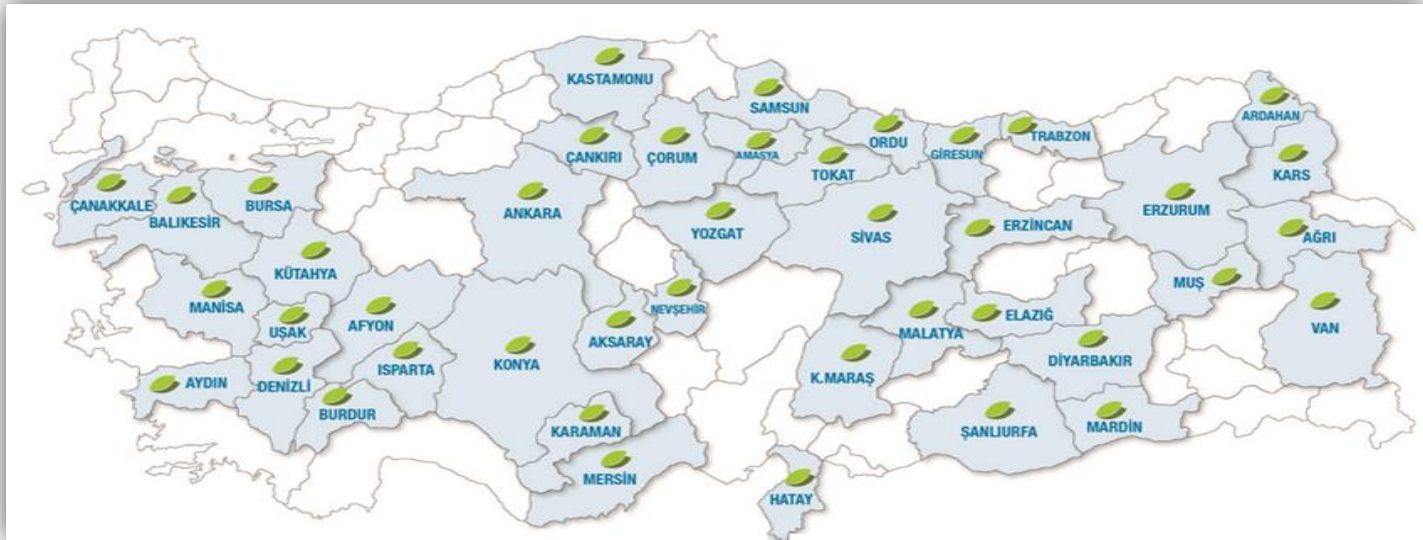 KASTAMONU
SAMSUN
ARDAHAN
TRABZON
ORDU
GİRESUN
ÇANKIRI
ÇORUM
AMASYA
TOKAT
KARS
ÇANAKKALE
BALIKESİR
BURSA
ANKARA
YOZGAT
SİVAS
ERZİNCAN
ERZURUM
AĞRI
KÜTAHYA
MUŞ
MANİSA
UŞAK
AFYON
NEVŞEHİR
AKSARAY
MALATYA
ELAZIĞ
VAN
DİYARBAKIR
AYDIN
DENİZLİ
ISPARTA
KONYA
K.MARAŞ
BURDUR
KARAMAN
ŞANLIURFA
MARDİN
MERSİN
HATAY